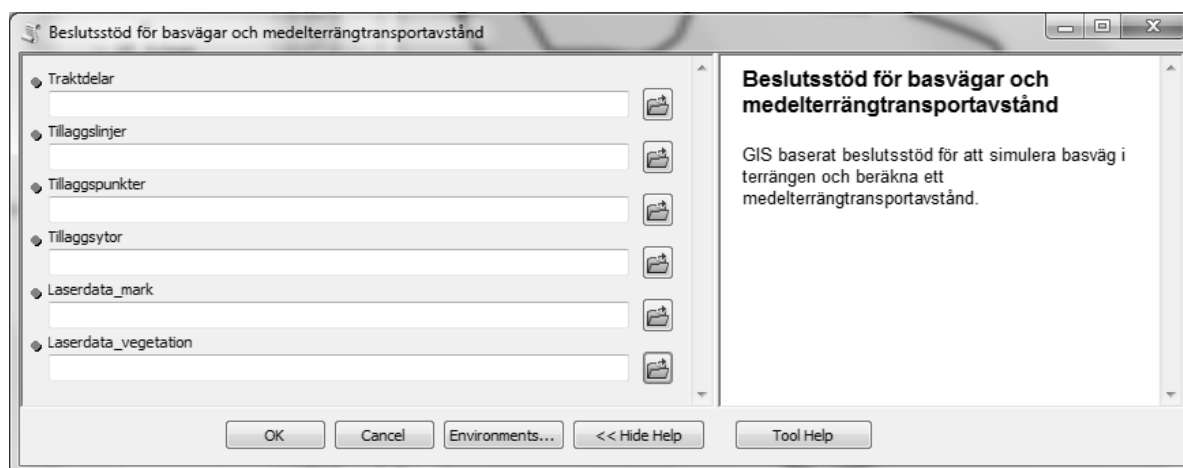 Beslutsstöd för basvägar och medelterrängtransportavstånd
Traktdelar
Tillaggslinjer
Tillaggspunkter
Tillaggsytor
Laserdata_mark
Laserdata_vegetation
OK
Cancel
Environments...
<< Hide Help
Beslutsstöd för basvägar och
medelterrängtransportavstånd
GIS baserat beslutsstöd för att simulera basväg i
terrängen och beräkna ett
medelterrängtransportavstånd.
Tool Help